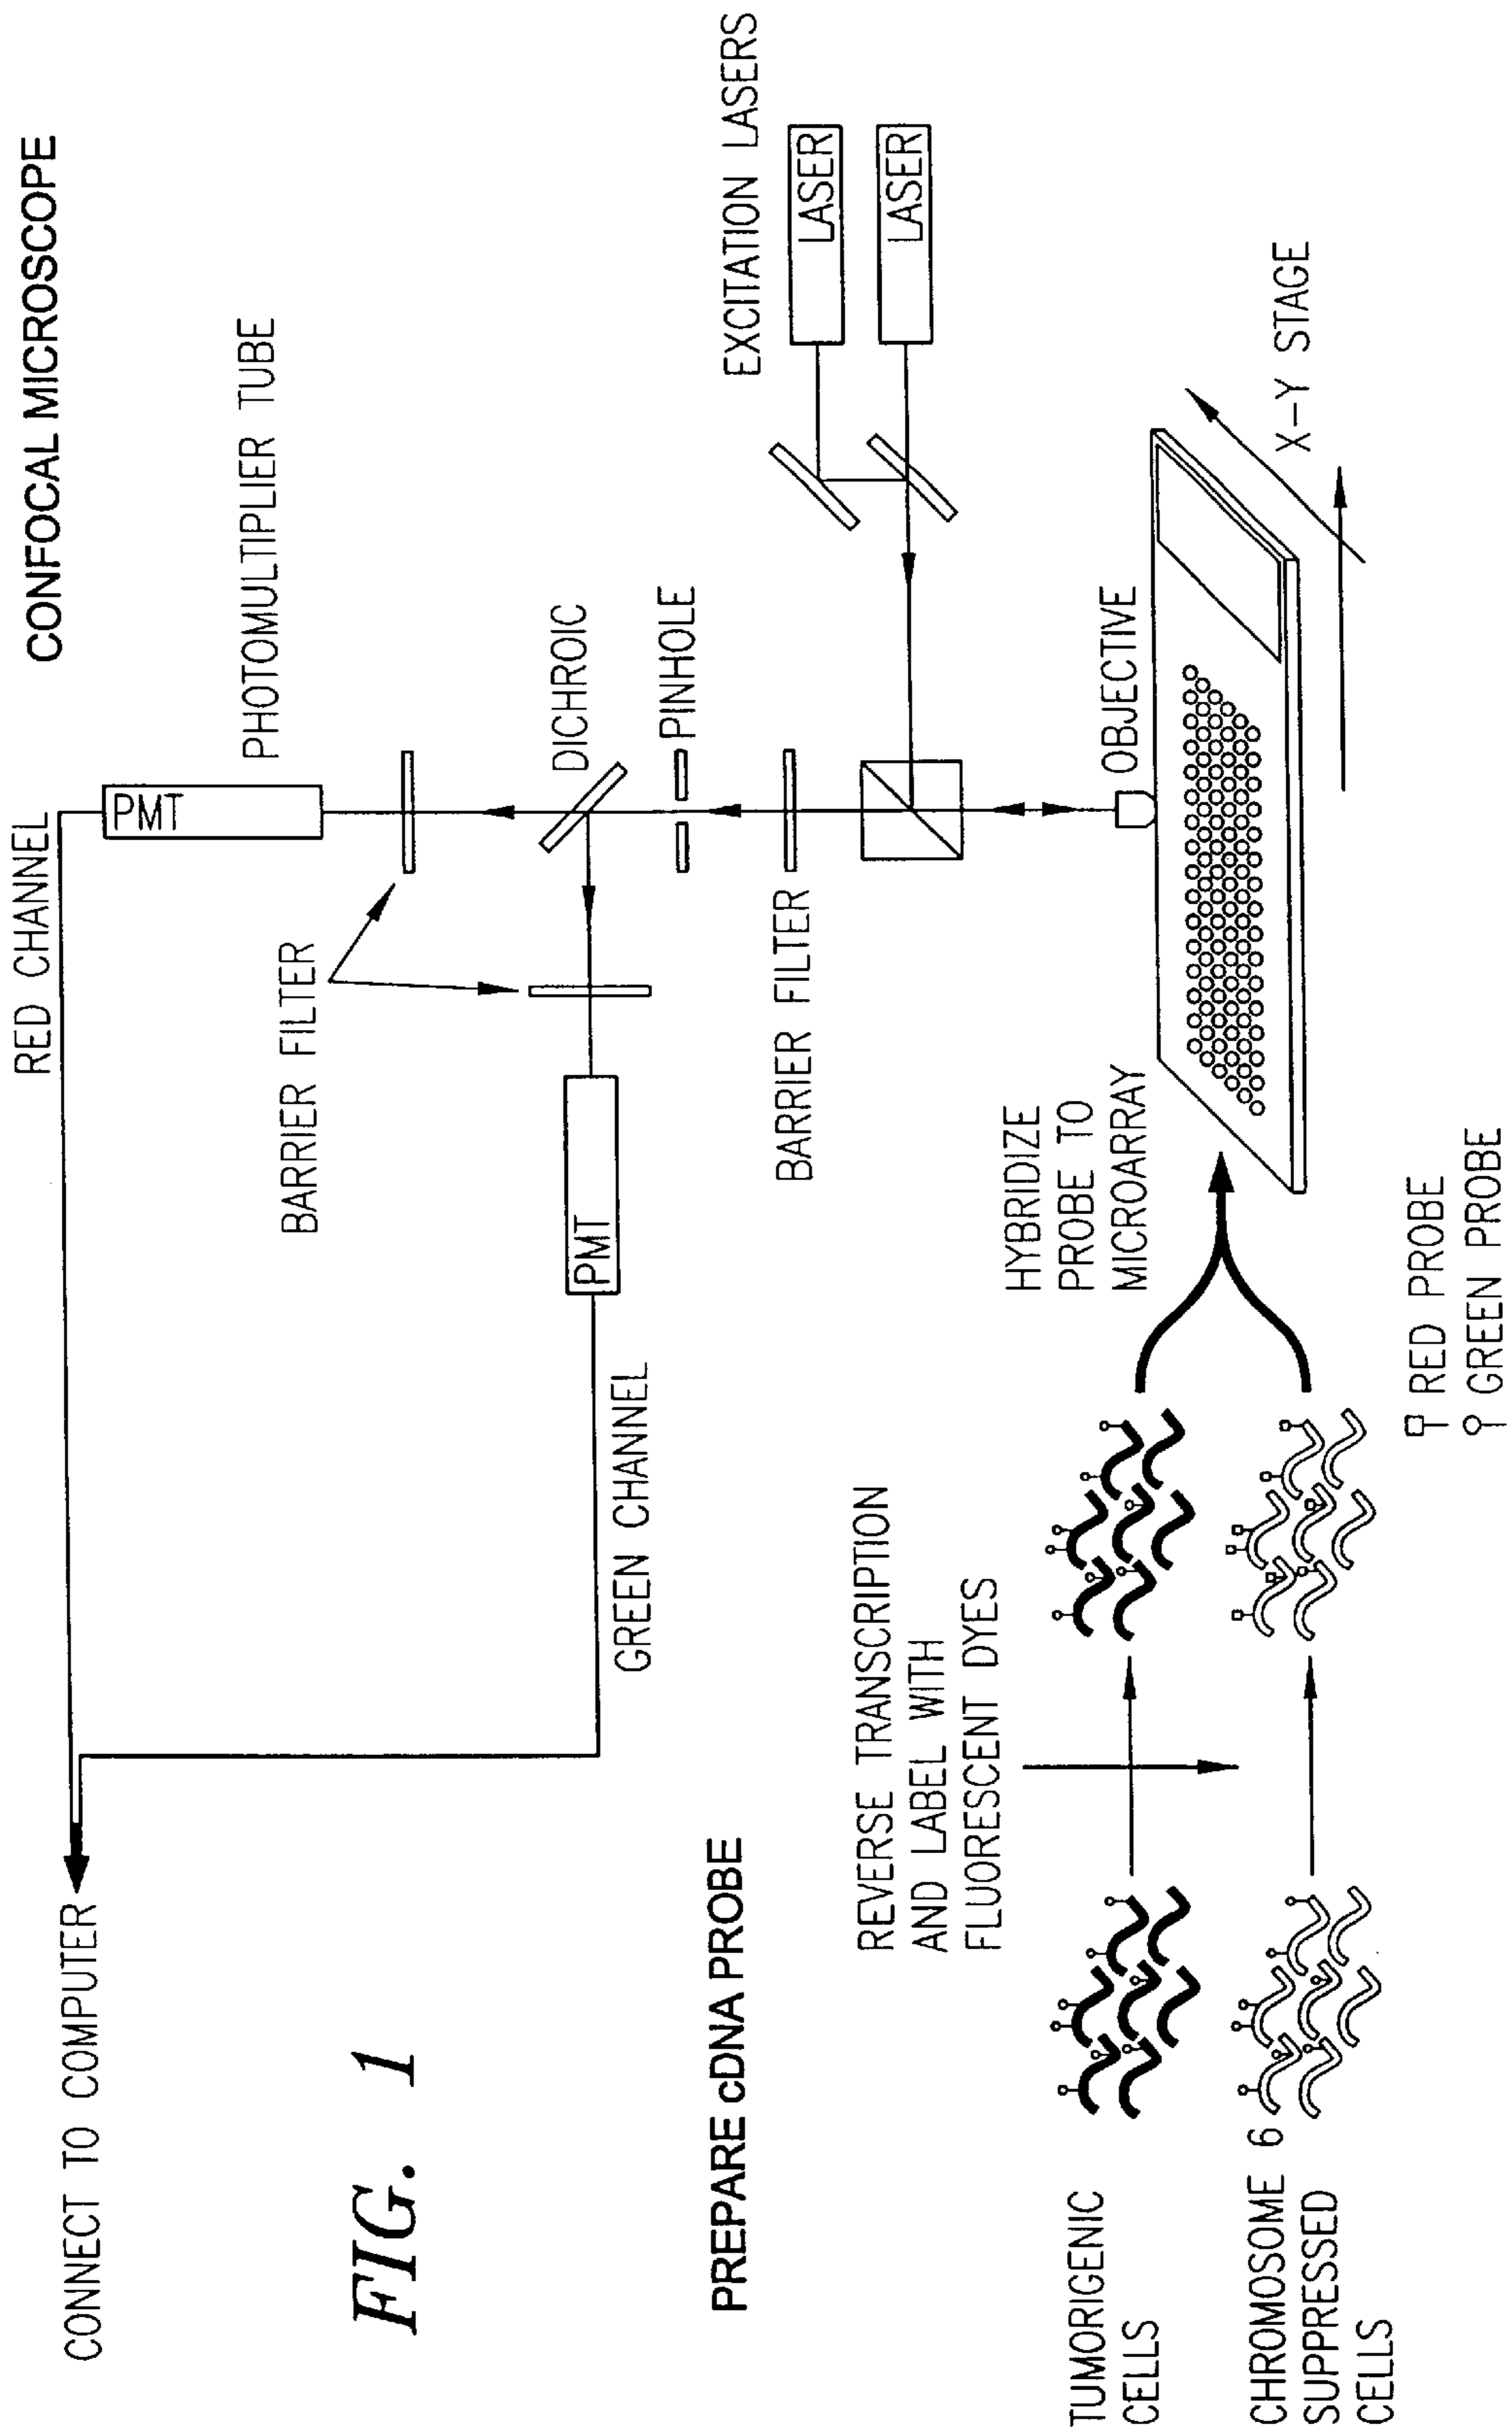 CONFOCAL MICROSCOPE
RED CHANNEL
PMT
PHOTOMULTIPLIER TUBE
CONNECT TO COMPUTER
BARRIER FILTER
FIG. 1
DICHROIC
PMT
GREEN CHANNEL
PINHOLE
EXCITATION LASERS
LASER
LASER
BARRIER FILTER
PREPARE cDNA PROBE
REVERSE TRANSCRIPTION
AND LABEL WITH
FLUORESCENT DYES
HYBRIDIZE
PROBE TO
MICROARRAY
OBJECTIVE
X-Y STAGE
TUMORIGENIC
CELLS
CHROMOSOME 6
SUPPRESSED
CELLS
RED PROBE
GREEN PROBE